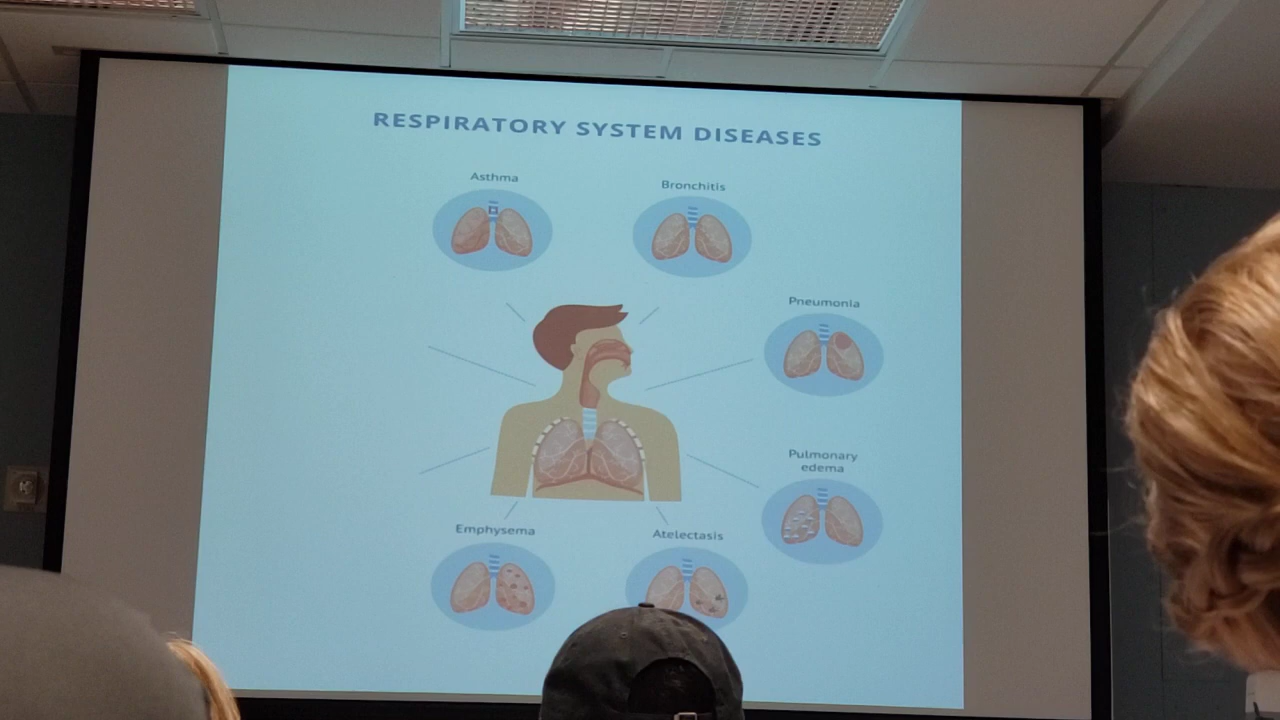 RESPIRATORY SYSTEM DISEASES
Asthma
Bronchitis
Pneumonia
Pulmonary
edema
Emphysema
Atelectasis